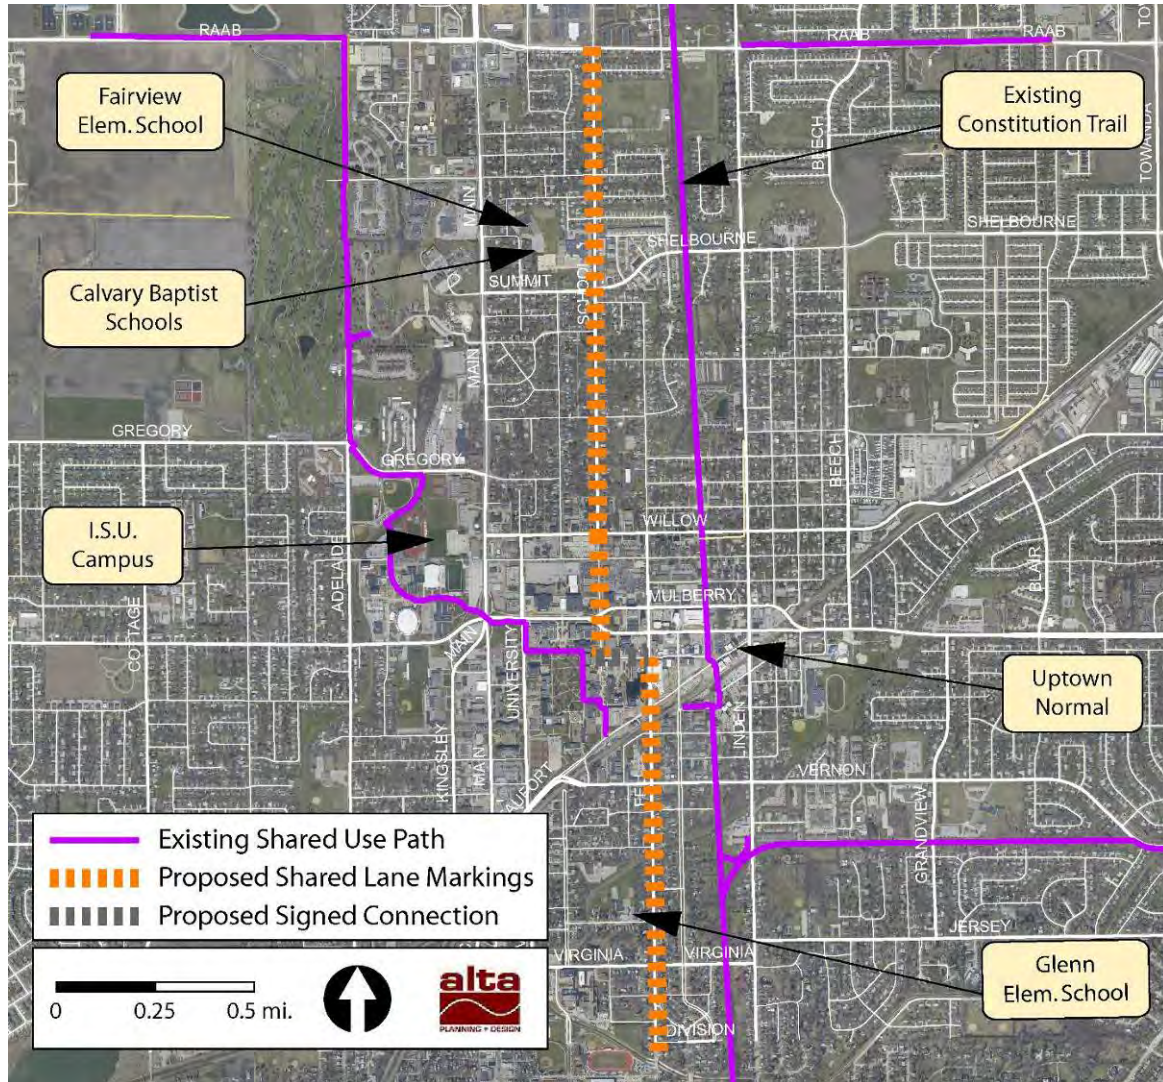 RAAB
RAAB
RAAB
TOWANDA
Fairview
Elem. School
Existing
Constitution Trail
BEECH
TOWANDA
MAIN
SHELBOURNE
SHELBOURNE
SUMMIT
SCHOOL
Calvary Baptist
Schools
MAIN
GREGORY
GREGORY
BEECH
WILLOW
I.S.U.
Campus
ADELAIDE
BLAIR
MULBERRY
COTTAGE
MAIN
UNIVERSITY
Uptown
Normal
LINDEN
KINGSLEY
MAIN
VERNON
GRANDVIEW
Existing Shared Use Path
Proposed Shared Lane Markings
Proposed Signed Connection
JERSEY
VIRGINIA
VIRGINIA
Glenn
Elem. School
0 0.25 0.5 mi.
alta
PLANNING + DESIGN
DIVISION